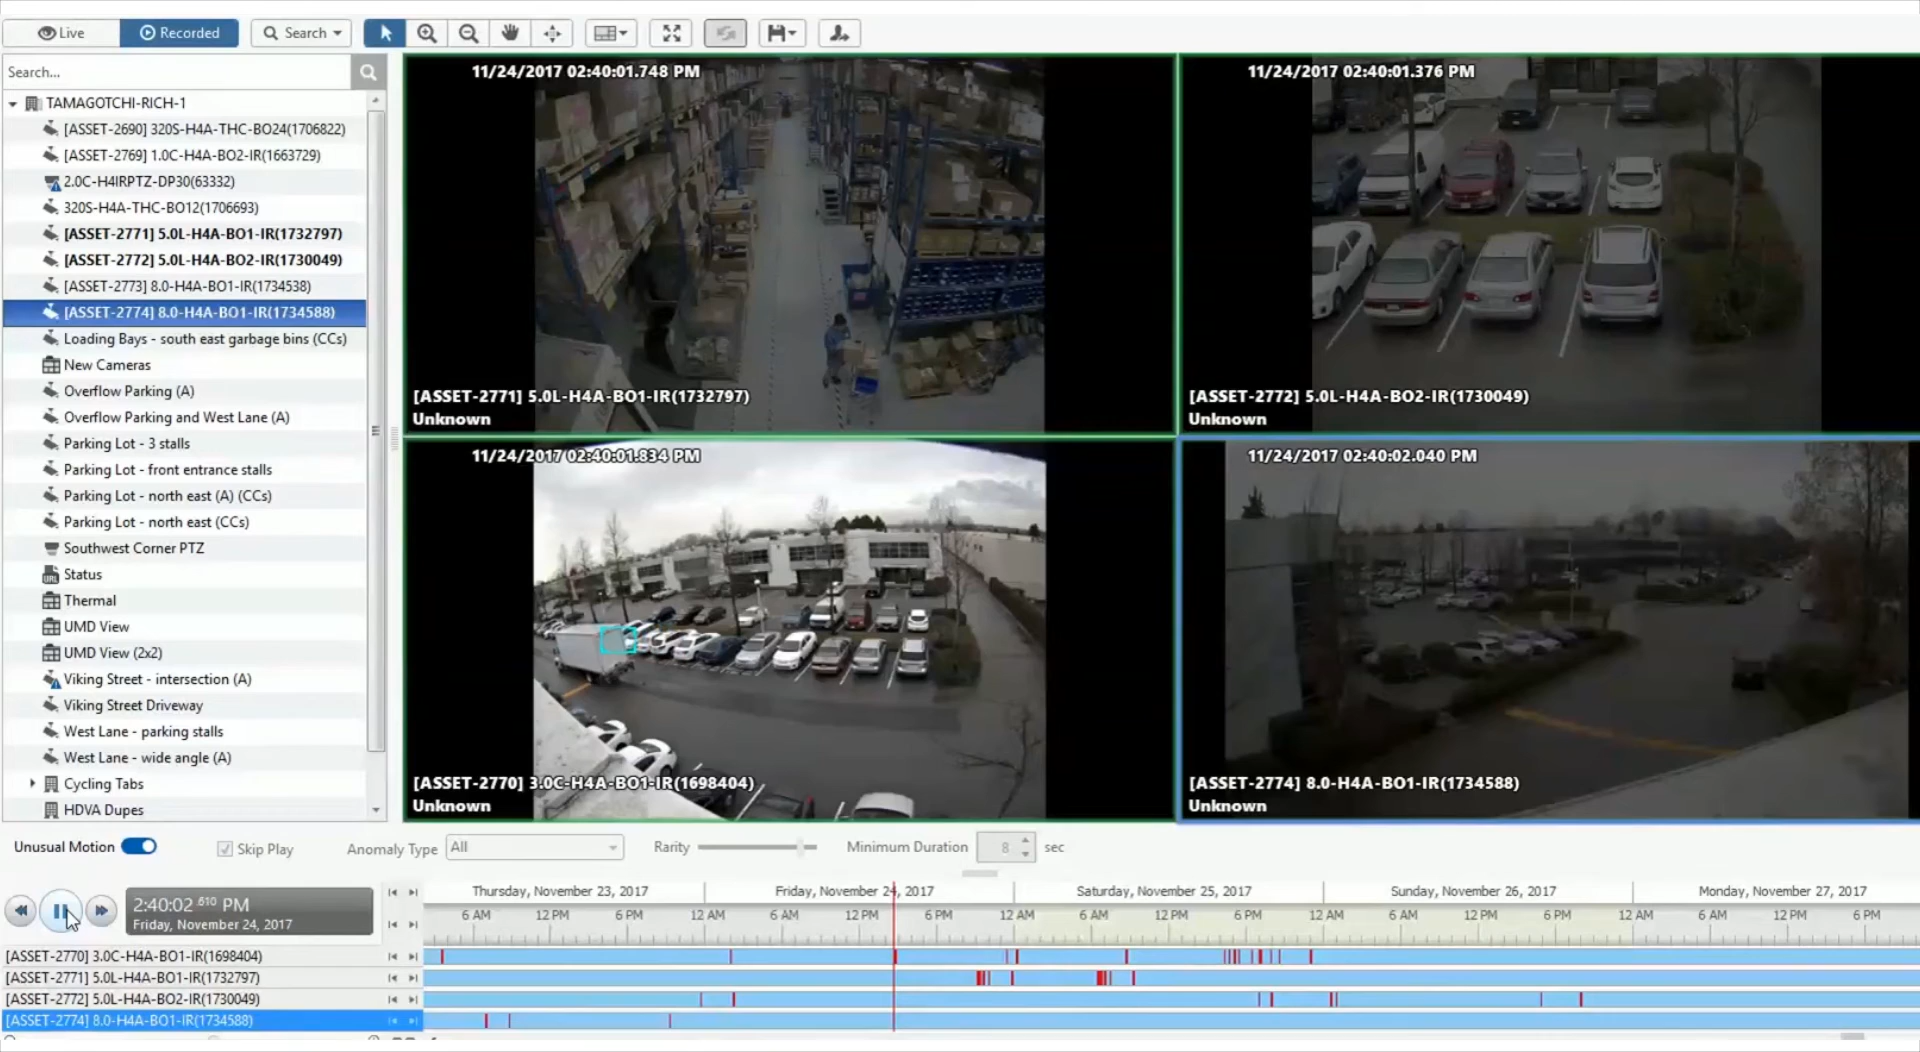 Live
Recorded
Search
Search...
TAMAGOTCHI-RICH-1
[ASSET-2690] 320S-H4A-THC-BO24(1706822)
[ASSET-2769] 1.0C-H4A-BO2-IR(1663729)
2.0C-H4IRPTZ-DP30(63332)
320S-H4A-THC-BO12(1706693)
[ASSET-2771] 5.0L-H4A-BO1-IR(1732797)
[ASSET-2772] 5.0L-H4A-BO2-IR(1730049)
[ASSET-2773] 8.0-H4A-BO1-IR(1734538)
[ASSET-2774] 8.0-H4A-BO1-IR(1734588)
Loading Bays - south east garbage bins (CCs)
New Cameras
Overflow Parking (A)
Overflow Parking and West Lane (A)
Parking Lot - 3 stalls
Parking Lot - front entrance stalls
Parking Lot - north east (A) (CCs)
Parking Lot - north east (CCs)
Southwest Corner PTZ
Status
Thermal
UMD View
UMD View (2x2)
Viking Street - intersection (A)
Viking Street Driveway
West Lane - parking stalls
West Lane - wide angle (A)
Cycling Tabs
HDVA Dupes
11/24/2017 02:40:01.748 PM
[ASSET-2771] 5.0L-H4A-BO1-IR(1732797)
Unknown
11/24/2017 02:40:01.376 PM
[ASSET-2772] 5.0L-H4A-BO2-IR(1730049)
Unknown
11/24/2017 02:40:01.834 PM
[ASSET-2770] 3.0C-H4A-BO1-IR(1698404)
Unknown
11/24/2017 02:40:02.040 PM
[ASSET-2774] 8.0-H4A-BO1-IR(1734588)
Unknown
Unusual Motion
Skip Play
Anomaly Type All
Rarity
Minimum Duration 8 sec
2:40:02.610 PM
Friday, November 24, 2017
Thursday, November 23, 2017 Friday, November 24, 2017 Saturday, November 25, 2017 Sunday, November 26, 2017 Monday, November 27, 2017
6 AM 12 PM 6 PM 12 AM 6 AM 12 PM 6 PM 12 AM 6 AM 12 PM 6 PM 12 AM 6 AM 12 PM 6 PM 12 AM 6 AM 12 PM 6 PM
[ASSET-2770] 3.0C-H4A-BO1-IR(1698404)
[ASSET-2771] 5.0L-H4A-BO1-IR(1732797)
[ASSET-2772] 5.0L-H4A-BO2-IR(1730049)
[ASSET-2774] 8.0-H4A-BO1-IR(1734588)